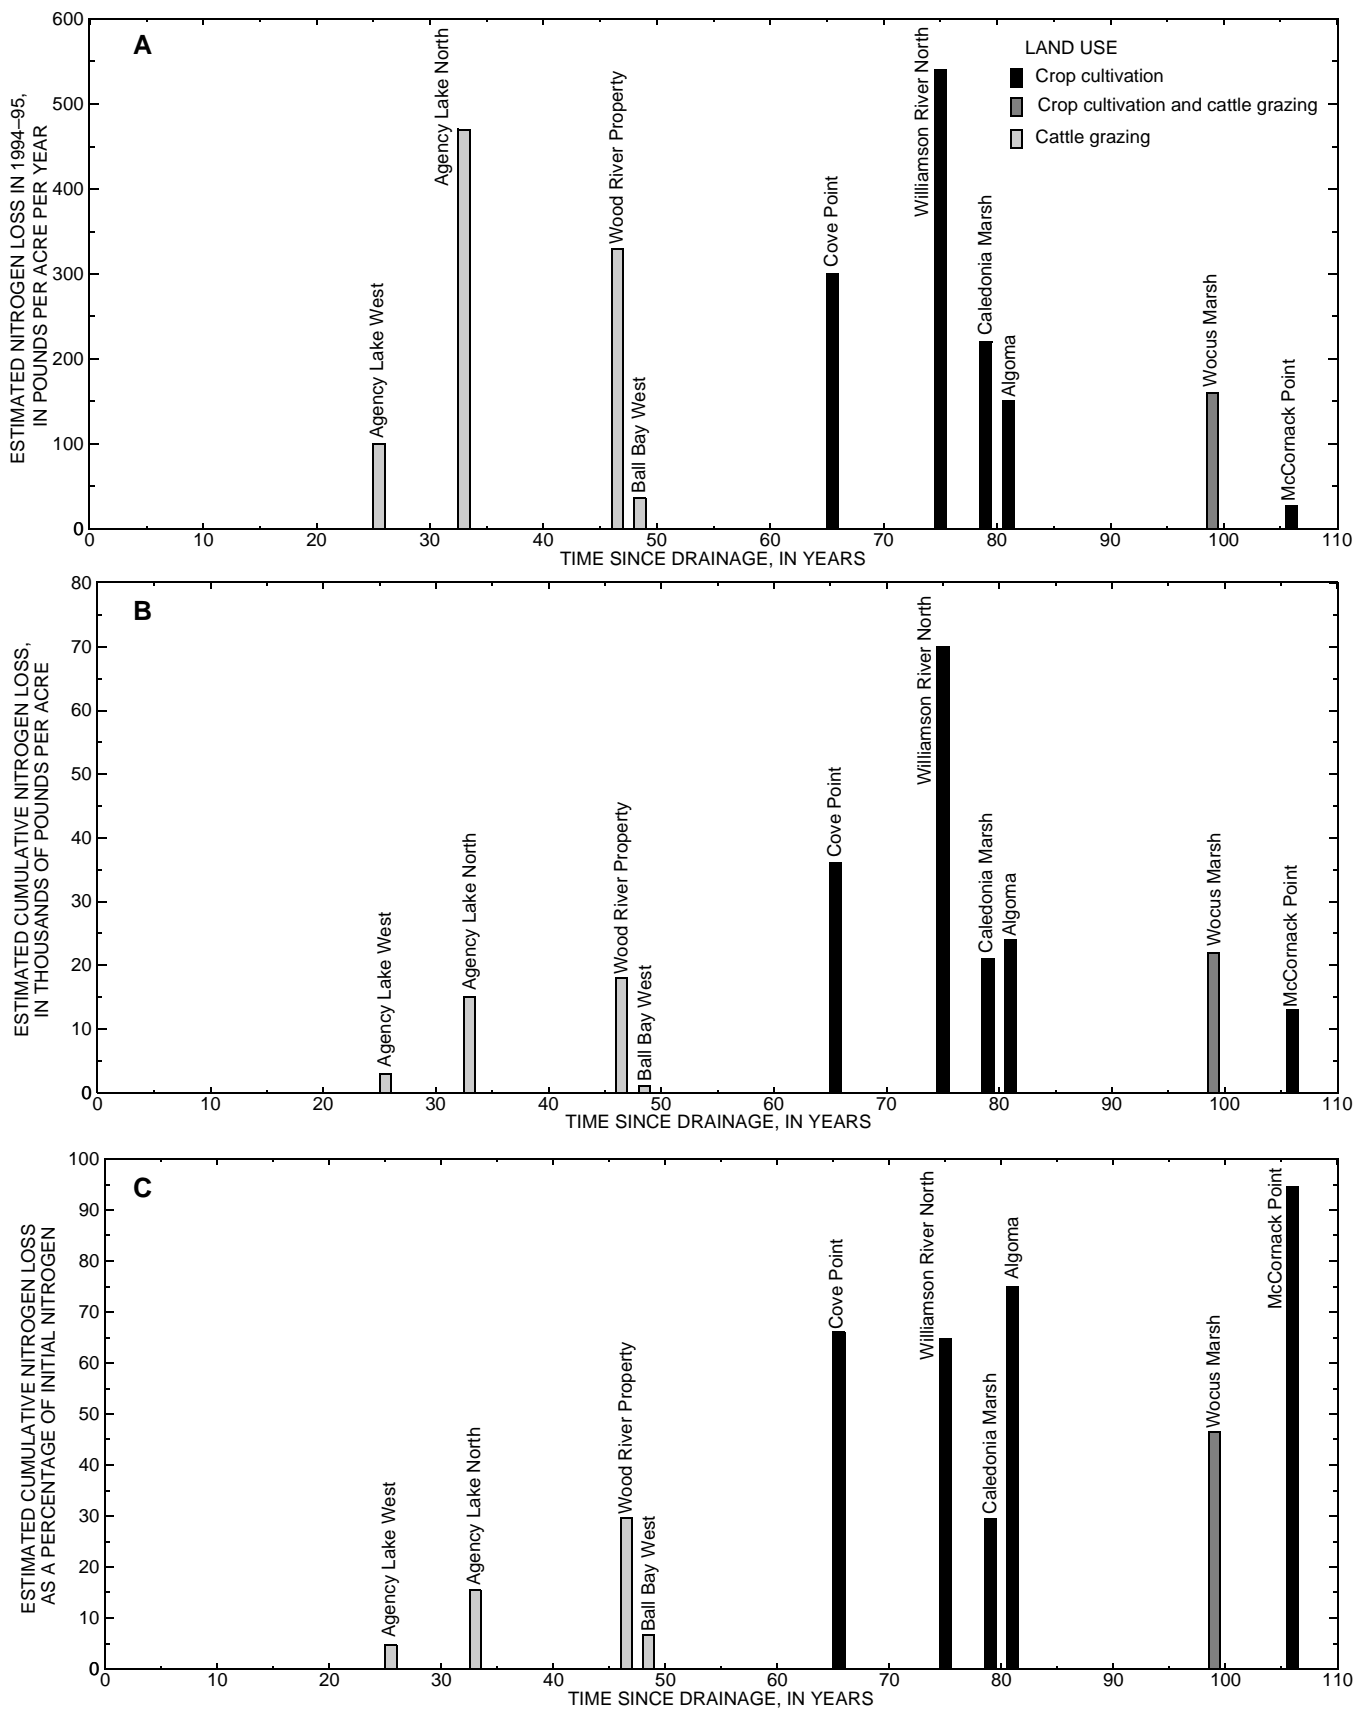 A
ESTIMATED NITROGEN LOSS IN 1994–95,
IN POUNDS PER ACRE PER YEAR
600
500
400
300
200
100
0
LAND USE
Crop cultivation
Crop cultivation and cattle grazing
Cattle grazing
Agency Lake West
Agency Lake North
Wood River Property
Ball Bay West
Cove Point
Williamson River North
Caledonia Marsh
Algoma
Wocus Marsh
McCornack Point
0 10 20 30 40 50 60 70 80 90 100 110
TIME SINCE DRAINAGE, IN YEARS
B
ESTIMATED CUMULATIVE NITROGEN LOSS,
IN THOUSANDS OF POUNDS PER ACRE
80
70
60
50
40
30
20
10
0
Agency Lake West
Agency Lake North
Wood River Property
Ball Bay West
Cove Point
Williamson River North
Caledonia Marsh
Algoma
Wocus Marsh
McCornack Point
0 10 20 30 40 50 60 70 80 90 100 110
TIME SINCE DRAINAGE, IN YEARS
C
ESTIMATED CUMULATIVE NITROGEN LOSS
AS A PERCENTAGE OF INITIAL NITROGEN
100
90
80
70
60
50
40
30
20
10
0
Agency Lake West
Agency Lake North
Wood River Property
Ball Bay West
Cove Point
Williamson River North
Caledonia Marsh
Algoma
Wocus Marsh
McCornack Point
0 10 20 30 40 50 60 70 80 90 100 110
TIME SINCE DRAINAGE, IN YEARS